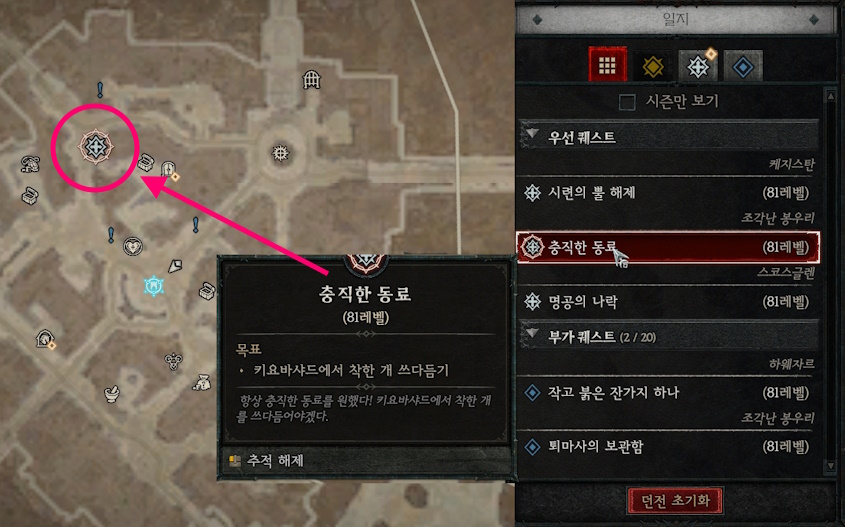 일지
시즌만 보기
우선 퀘스트
케지스탄
시련의 뿔 해제 (81레벨)
조각난 봉우리
충직한 동료 (81레벨)
스코스글렌
명공의 나락 (81레벨)
부가 퀘스트 (2 / 20)
하웨자르
작고 붉은 잔가지 하나 (81레벨)
조각난 봉우리
퇴마사의 보관함 (81레벨)
던전 초기화
충직한 동료
(81레벨)
목표
· 키요바샤드에서 착한 개 쓰다듬기
항상 충직한 동료를 원했다! 키요바샤드에서 착한 개
를 쓰다듬어야겠다.
추적 해제